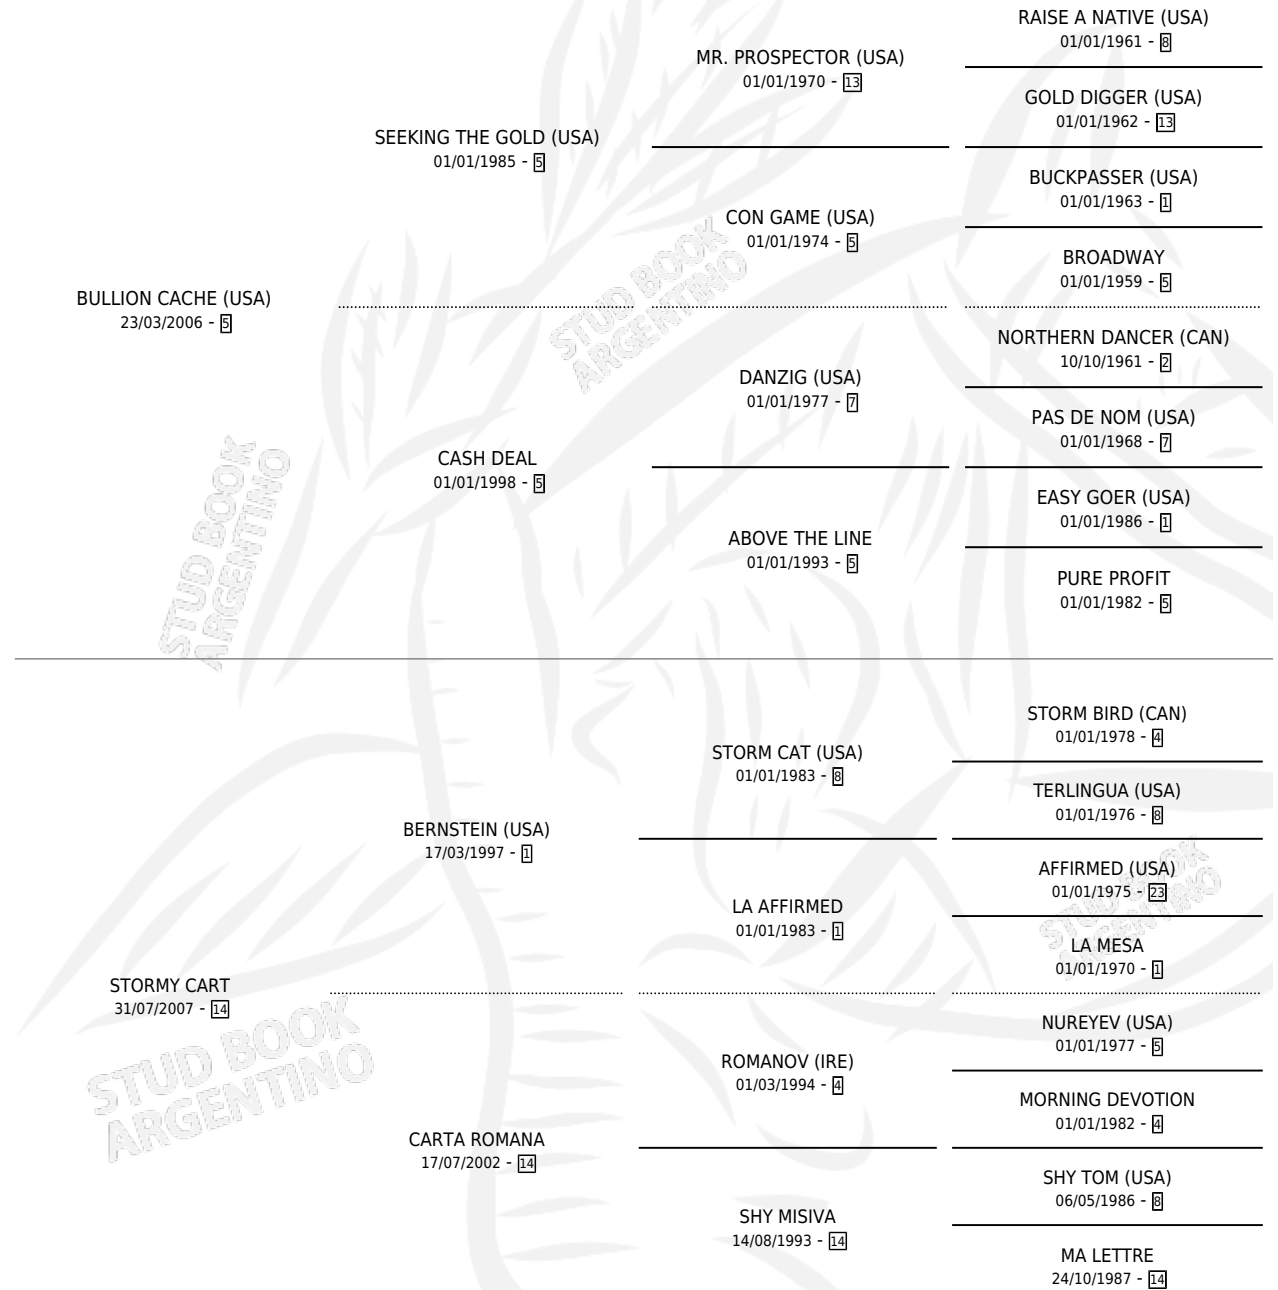 RAISE A NATIVE (USA)
01/01/1961 - 8
MR. PROSPECTOR (USA)
01/01/1970 - 13
GOLD DIGGER (USA)
01/01/1962 - 13
SEEKING THE GOLD (USA)
01/01/1985 - 5
BUCKPASSER (USA)
01/01/1963 - 1
CON GAME (USA)
01/01/1974 - 5
BROADWAY
01/01/1959 - 5
BULLION CACHE (USA)
23/03/2006 - 5
NORTHERN DANCER (CAN)
10/10/1961 - 2
DANZIG (USA)
01/01/1977 - 7
PAS DE NOM (USA)
01/01/1968 - 7
CASH DEAL
01/01/1998 - 5
EASY GOER (USA)
01/01/1986 - 1
ABOVE THE LINE
01/01/1993 - 5
PURE PROFIT
01/01/1982 - 5
STUD BOOK
ARGENTINO
STUD BOOK
ARGENTINO
STORM BIRD (CAN)
01/01/1978 - 4
STORM CAT (USA)
01/01/1983 - 8
TERLINGUA (USA)
01/01/1976 - 8
BERNSTEIN (USA)
17/03/1997 - 1
AFFIRMED (USA)
01/01/1975 - 23
LA AFFIRMED
01/01/1983 - 1
LA MESA
01/01/1970 - 1
STORMY CART
31/07/2007 - 14
NUREYEV (USA)
01/01/1977 - 5
ROMANOV (IRE)
01/03/1994 - 4
MORNING DEVOTION
01/01/1982 - 4
CARTA ROMANA
17/07/2002 - 14
SHY TOM (USA)
06/05/1986 - 8
SHY MISIVA
14/08/1993 - 14
MA LETTRE
24/10/1987 - 14
STUD BOOK
ARGENTINO
STUD BOOK
ARGENTINO